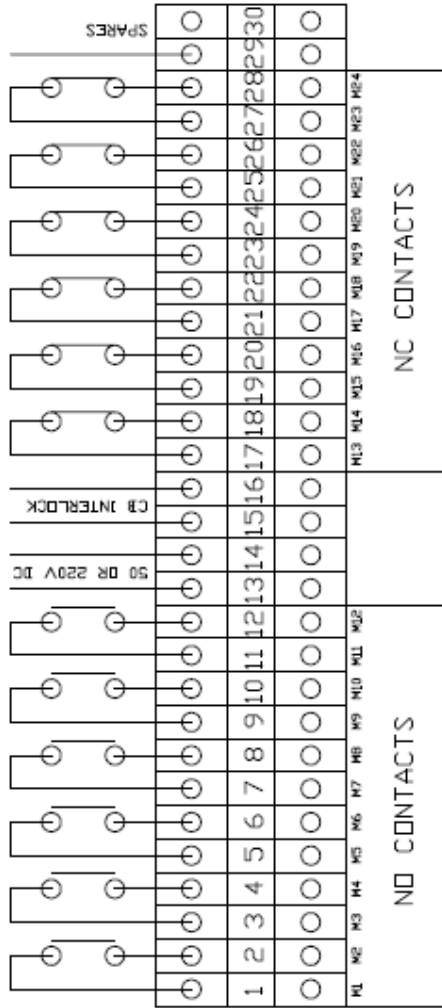 SPARES
CB INTERLOCK
50 OR 220V DC
30
29
28
27
26
25
24
23
22
21
20
19
18
17
16
15
14
13
12
11
10
9
8
7
6
5
4
3
2
1
M24
M23
M22
M21
M20
M19
M18
M17
M16
M15
M14
M13
M12
M11
M10
M9
M8
M7
M6
M5
M4
M3
M2
M1
NC CONTACTS
NO CONTACTS